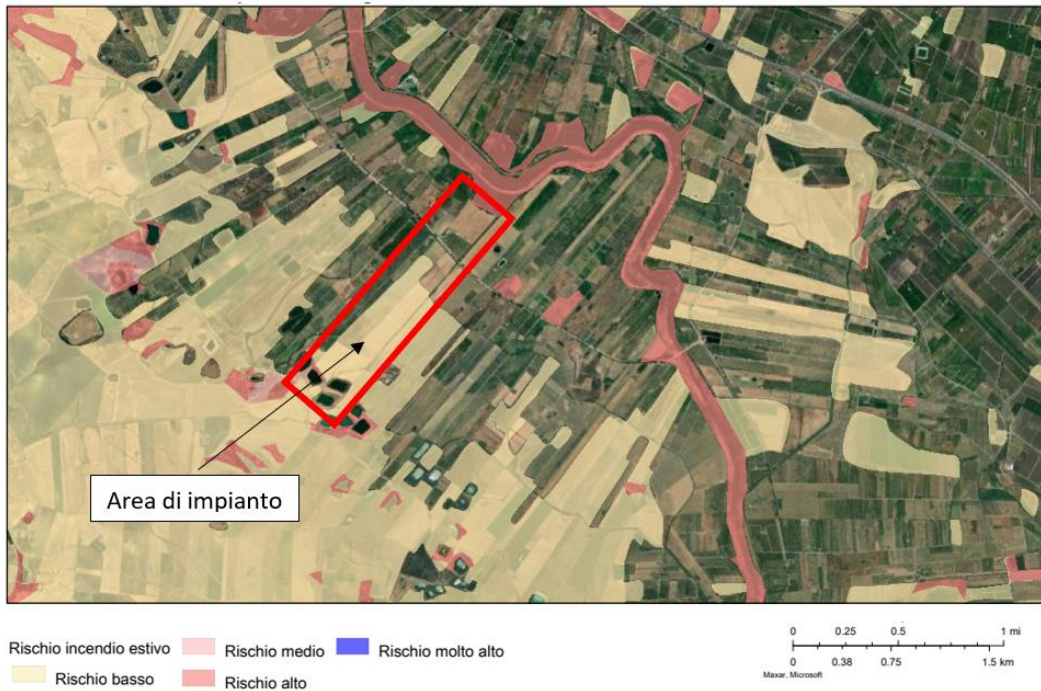 Area di impianto
Rischio incendio estivo
Rischio medio
Rischio molto alto
Rischio basso
Rischio alto
0 0.25 0.5 1 mi
0 0.38 0.75 1.5 km
Maxar, Microsoft